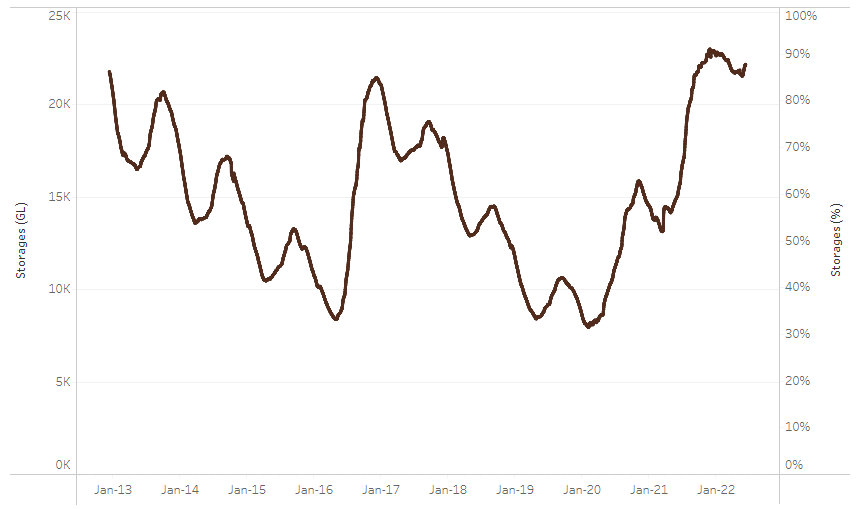 25K
20K
15K
10K
5K
0K
Storages (GL)
100%
90%
80%
70%
60%
50%
40%
30%
20%
10%
0%
Storages (%)
Jan-13 Jan-14 Jan-15 Jan-16 Jan-17 Jan-18 Jan-19 Jan-20 Jan-21 Jan-22